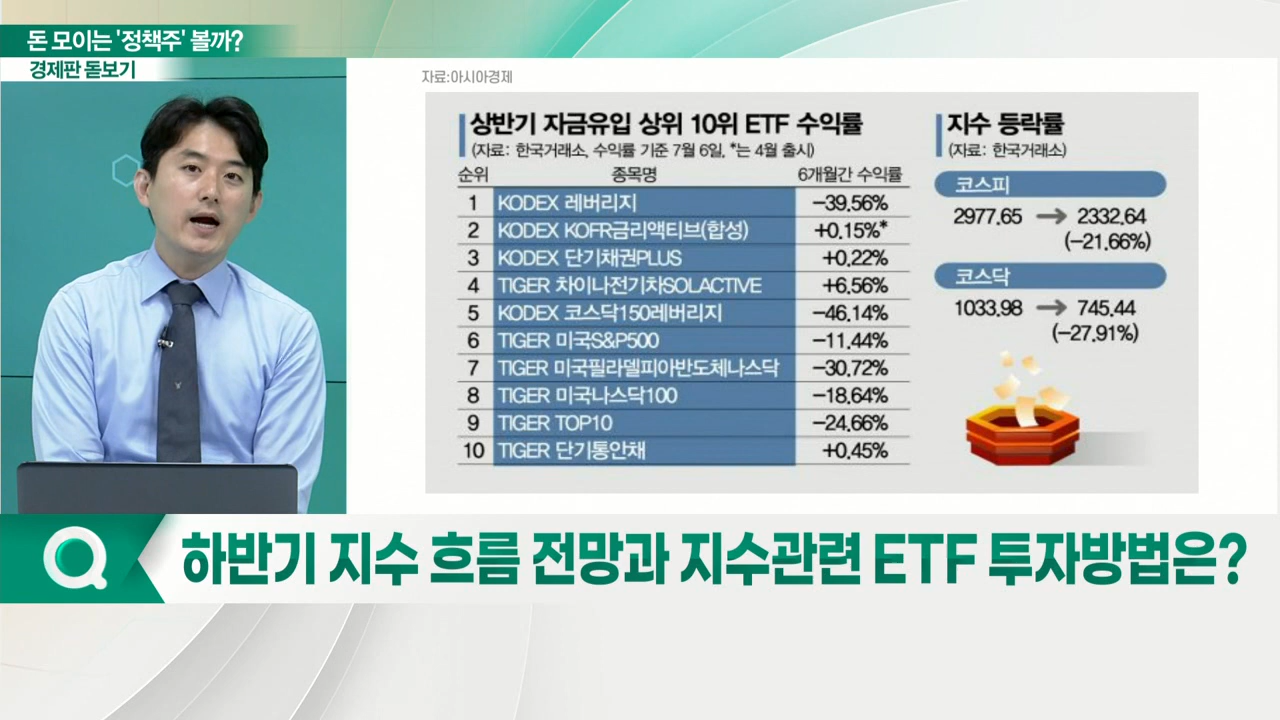 돈 모이는 '정책주' 볼까?
경제판 돋보기
자료:아시아경제
상반기 자금유입 상위 10위 ETF 수익률
(자료: 한국거래소, 수익률 기준 7월 6일, *는 4월 출시)
순위 종목명 6개월간 수익률
1 KODEX 레버리지 -39.56%
2 KODEX KOFR금리액티브(합성) +0.15%*
3 KODEX 단기채권PLUS +0.22%
4 TIGER 차이나전기차SOLACTIVE +6.56%
5 KODEX 코스닥150레버리지 -46.14%
6 TIGER 미국S&P500 -11.44%
7 TIGER 미국필라델피아반도체나스닥 -30.72%
8 TIGER 미국나스닥100 -18.64%
9 TIGER TOP10 -24.66%
10 TIGER 단기통안채 +0.45%
지수 등락률
(자료: 한국거래소)
코스피
2977.65 → 2332.64
(-21.66%)
코스닥
1033.98 → 745.44
(-27.91%)
하반기 지수 흐름 전망과 지수관련 ETF 투자방법은?